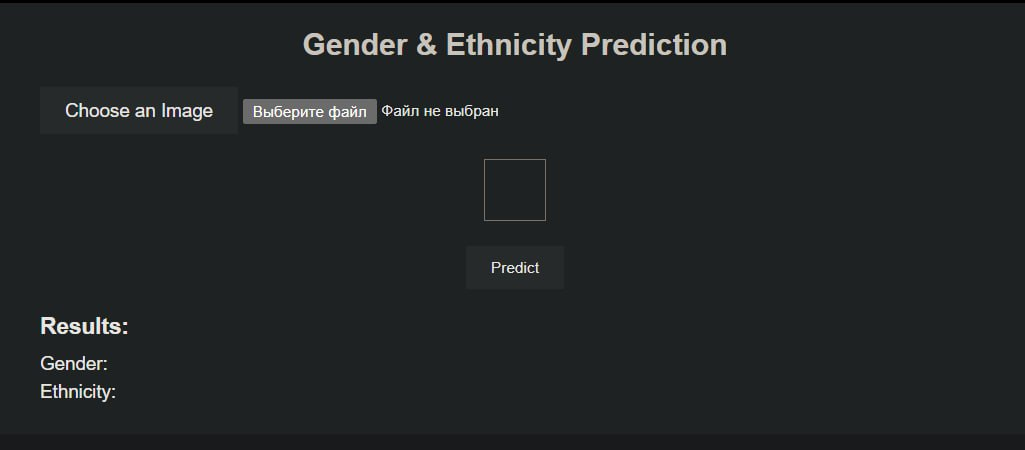 Gender & Ethnicity Prediction
Choose an Image Выберите файл Файл не выбран
Predict
Results:
Gender:
Ethnicity: